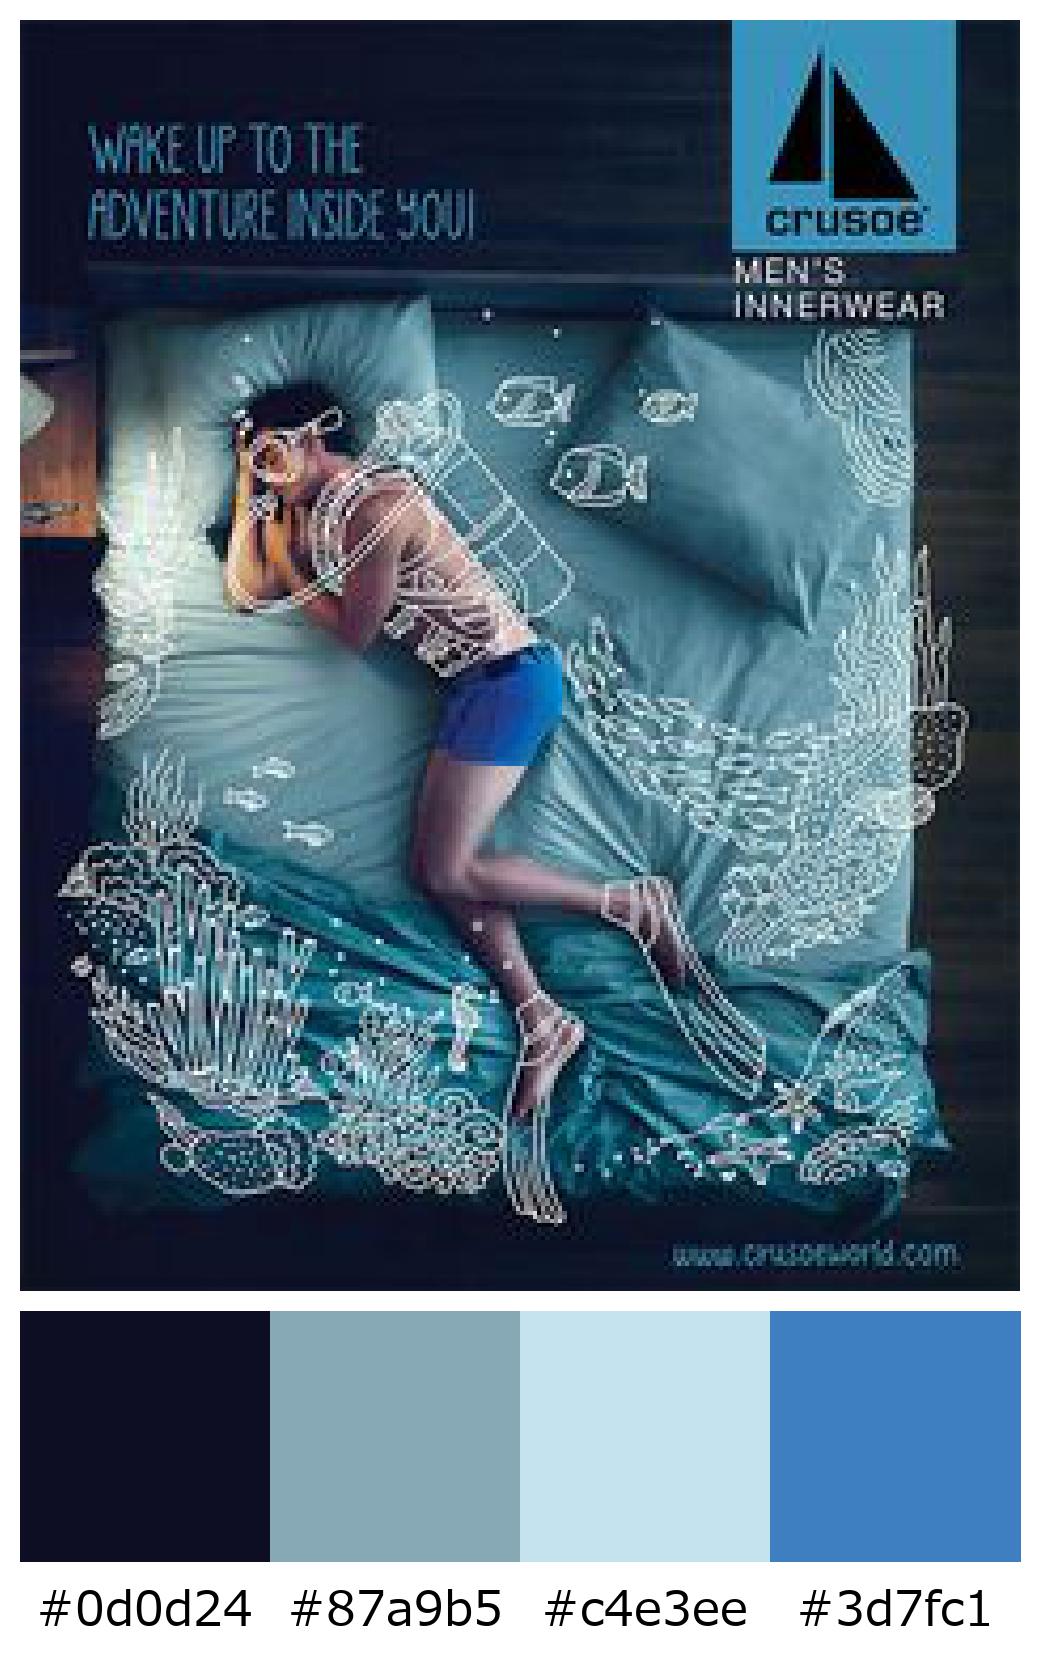 WAKE UP TO THE
ADVENTURE INSIDE YOU!
crusoe
MEN'S
INNERWEAR
www.crusoeworld.com
#0d0d24 #87a9b5 #c4e3ee #3d7fc1